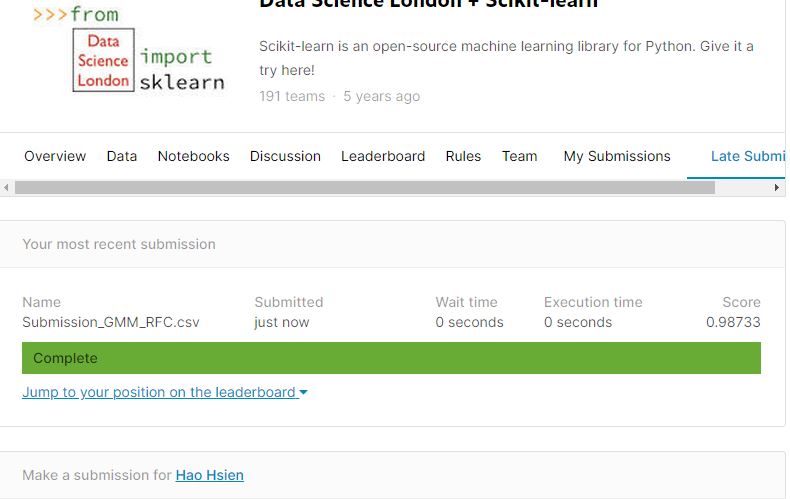 Data Science London + Scikit-learn
>>>from
Data
Science
London
import
sklearn
Scikit-learn is an open-source machine learning library for Python. Give it a
try here!
191 teams · 5 years ago
Overview Data Notebooks Discussion Leaderboard Rules Team My Submissions Late Submi
Your most recent submission
Name Submitted Wait time Execution time Score
Submission_GMM_RFC.csv just now 0 seconds 0 seconds 0.98733
Complete
Jump to your position on the leaderboard
Make a submission for Hao Hsien